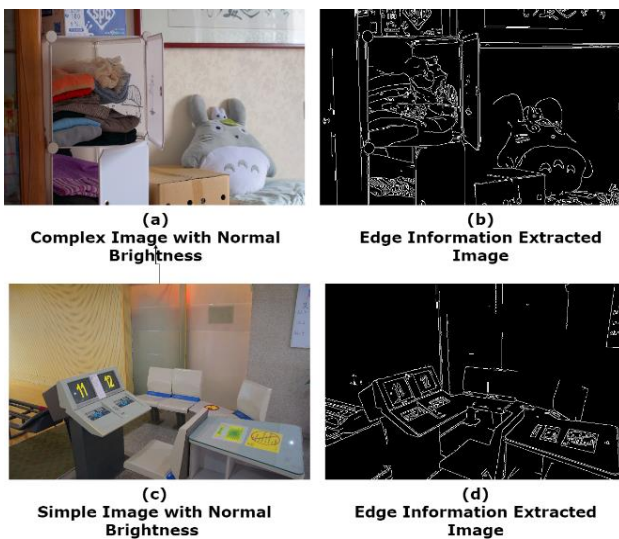 SPG
(a)
Complex Image with Normal
Brightness
(b)
Edge Information Extracted
Image
11 12
(c)
Simple Image with Normal
Brightness
(d)
Edge Information Extracted
Image